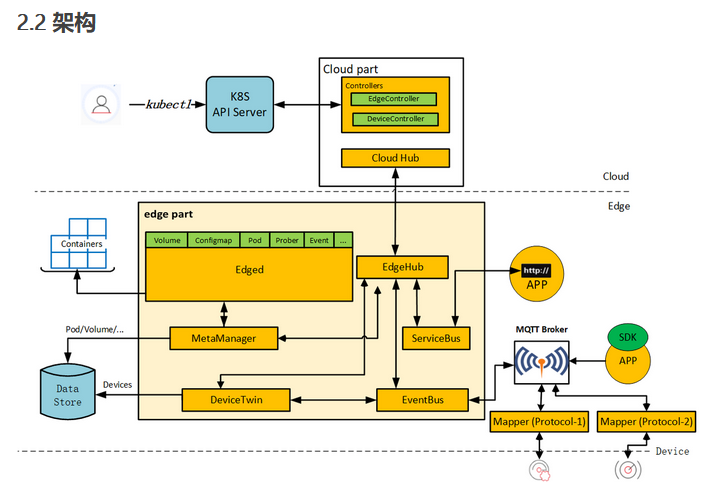 2.2 架构
Cloud part
Controllers
EdgeController
DeviceController
kubectl
K8S
API Server
Cloud Hub
Cloud
Edge
edge part
Volume
Configmap
Pod
Prober
Event
...
Edged
Containers
EdgeHub
http://
APP
Pod/Volume/...
MetaManager
ServiceBus
MQTT Broker
SDK
APP
Data
Store
Devices
DeviceTwin
EventBus
Mapper (Protocol-1)
Mapper (Protocol-2)
Device